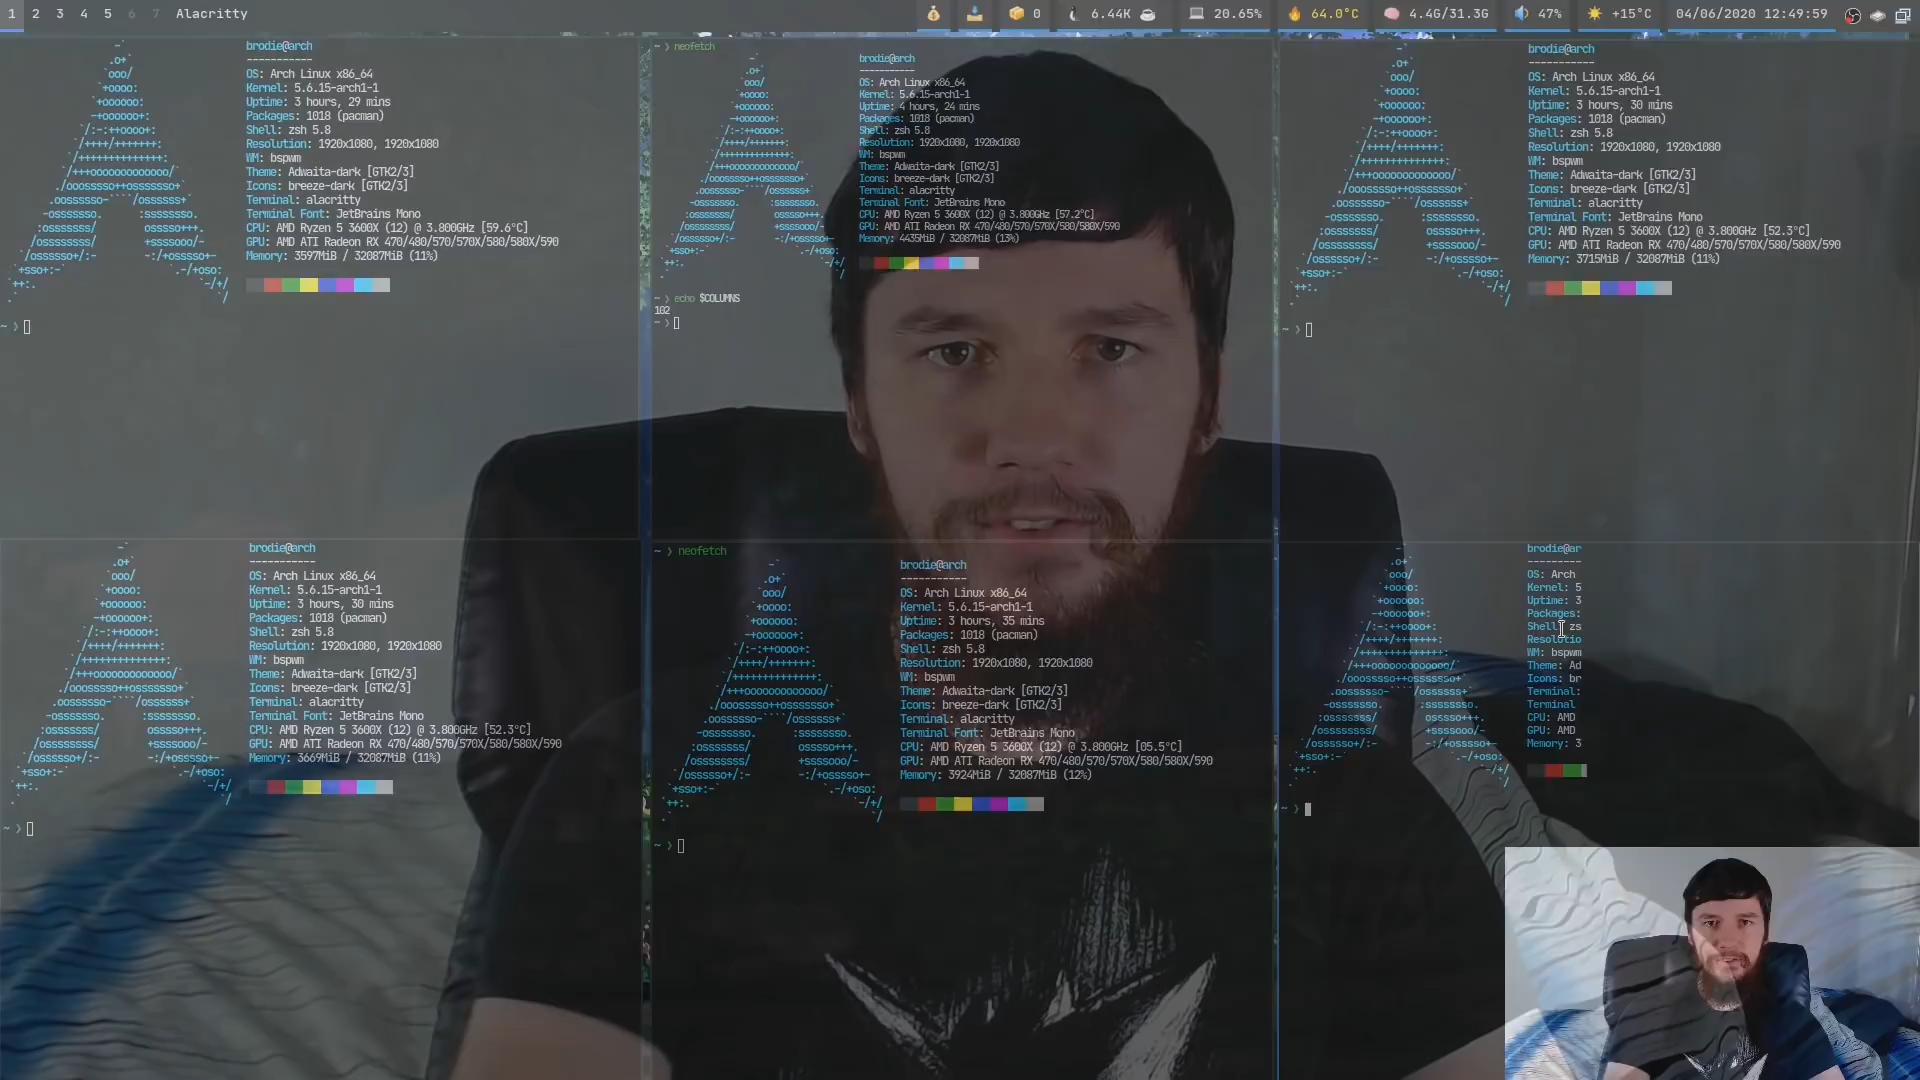 1 2 3 4 5 6 7 Alacritty 0 6.44K 20.65% 64.0°C 4.4G/31.3G 47% +15°C 04/06/2020 12:49:59
brodie@arch
-----------
OS: Arch Linux x86_64
Kernel: 5.6.15-arch1-1
Uptime: 3 hours, 29 mins
Packages: 1018 (pacman)
Shell: zsh 5.8
Resolution: 1920x1080, 1920x1080
WM: bspwm
Theme: Adwaita-dark [GTK2/3]
Icons: breeze-dark [GTK2/3]
Terminal: alacritty
Terminal Font: JetBrains Mono
CPU: AMD Ryzen 5 3600X (12) @ 3.800GHz [59.6°C]
GPU: AMD ATI Radeon RX 470/480/570/570X/580/580X/590
Memory: 3597MiB / 32087MiB (11%)
~ ❯
~ ❯ neofetch
brodie@arch
-----------
OS: Arch Linux x86_64
Kernel: 5.6.15-arch1-1
Uptime: 4 hours, 24 mins
Packages: 1018 (pacman)
Shell: zsh 5.8
Resolution: 1920x1080, 1920x1080
WM: bspwm
Theme: Adwaita-dark [GTK2/3]
Icons: breeze-dark [GTK2/3]
Terminal: alacritty
Terminal Font: JetBrains Mono
CPU: AMD Ryzen 5 3600X (12) @ 3.800GHz [57.2°C]
GPU: AMD ATI Radeon RX 470/480/570/570X/580/580X/590
Memory: 4435MiB / 32087MiB (13%)
~ ❯ echo $COLUMNS
102
~ ❯
brodie@arch
-----------
OS: Arch Linux x86_64
Kernel: 5.6.15-arch1-1
Uptime: 3 hours, 30 mins
Packages: 1018 (pacman)
Shell: zsh 5.8
Resolution: 1920x1080, 1920x1080
WM: bspwm
Theme: Adwaita-dark [GTK2/3]
Icons: breeze-dark [GTK2/3]
Terminal: alacritty
Terminal Font: JetBrains Mono
CPU: AMD Ryzen 5 3600X (12) @ 3.800GHz [52.3°C]
GPU: AMD ATI Radeon RX 470/480/570/570X/580/580X/590
Memory: 3715MiB / 32087MiB (11%)
~ ❯
brodie@arch
-----------
OS: Arch Linux x86_64
Kernel: 5.6.15-arch1-1
Uptime: 3 hours, 30 mins
Packages: 1018 (pacman)
Shell: zsh 5.8
Resolution: 1920x1080, 1920x1080
WM: bspwm
Theme: Adwaita-dark [GTK2/3]
Icons: breeze-dark [GTK2/3]
Terminal: alacritty
Terminal Font: JetBrains Mono
CPU: AMD Ryzen 5 3600X (12) @ 3.800GHz [52.3°C]
GPU: AMD ATI Radeon RX 470/480/570/570X/580/580X/590
Memory: 3669MiB / 32087MiB (11%)
~ ❯
~ ❯ neofetch
brodie@arch
-----------
OS: Arch Linux x86_64
Kernel: 5.6.15-arch1-1
Uptime: 3 hours, 35 mins
Packages: 1018 (pacman)
Shell: zsh 5.8
Resolution: 1920x1080, 1920x1080
WM: bspwm
Theme: Adwaita-dark [GTK2/3]
Icons: breeze-dark [GTK2/3]
Terminal: alacritty
Terminal Font: JetBrains Mono
CPU: AMD Ryzen 5 3600X (12) @ 3.800GHz [05.5°C]
GPU: AMD ATI Radeon RX 470/480/570/570X/580/580X/590
Memory: 3924MiB / 32087MiB (12%)
~ ❯
brodie@ar
---------
OS: Arch
Kernel: 5
Uptime: 3
Packages:
Shell: zs
Resolutio
WM: bspwm
Theme: Ad
Icons: br
Terminal:
Terminal
CPU: AMD
GPU: AMD
Memory: 3
~ ❯